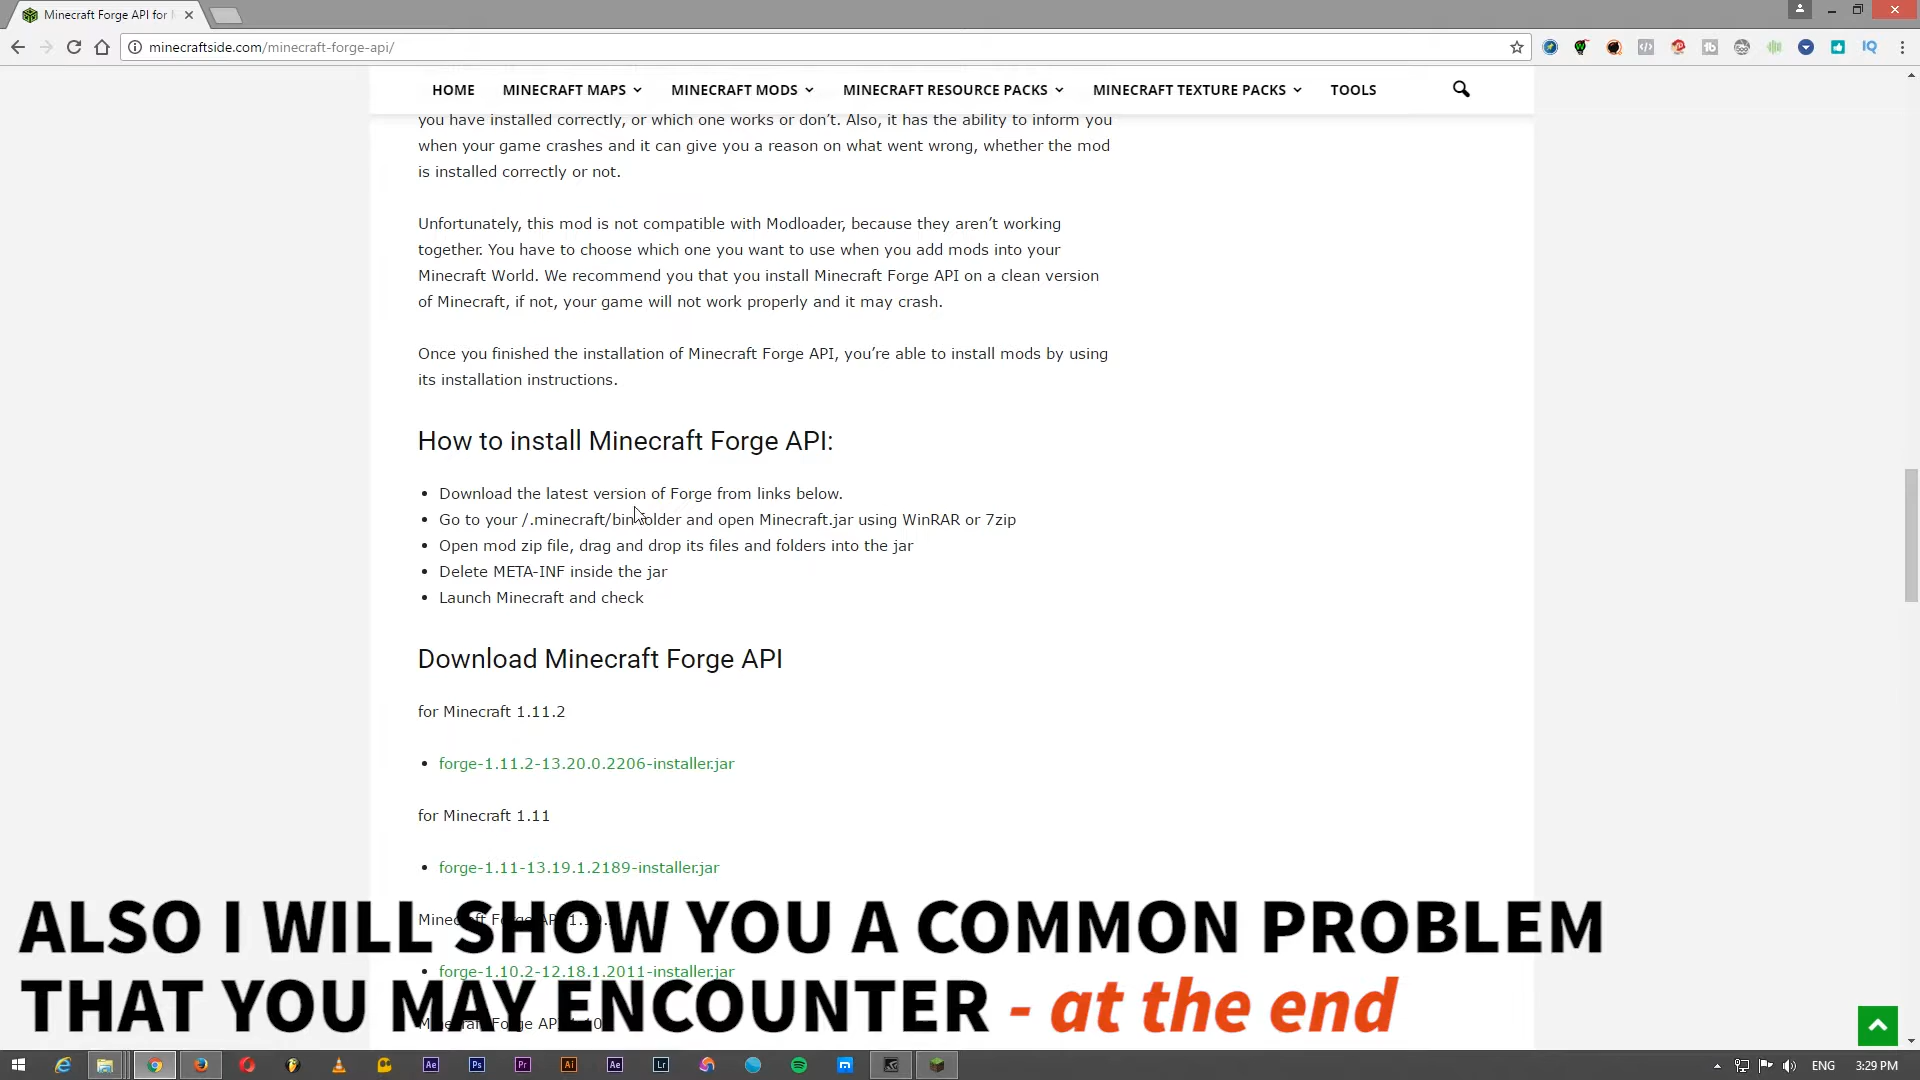 Minecraft Forge API for
minecraftside.com/minecraft-forge-api/
HOME MINECRAFT MAPS MINECRAFT MODS MINECRAFT RESOURCE PACKS MINECRAFT TEXTURE PACKS TOOLS
you have installed correctly, or which one works or don’t. Also, it has the ability to inform you
when your game crashes and it can give you a reason on what went wrong, whether the mod
is installed correctly or not.
Unfortunately, this mod is not compatible with Modloader, because they aren’t working
together. You have to choose which one you want to use when you add mods into your
Minecraft World. We recommend you that you install Minecraft Forge API on a clean version
of Minecraft, if not, your game will not work properly and it may crash.
Once you finished the installation of Minecraft Forge API, you’re able to install mods by using
its installation instructions.
How to install Minecraft Forge API:
• Download the latest version of Forge from links below.
• Go to your /.minecraft/bin folder and open Minecraft.jar using WinRAR or 7zip
• Open mod zip file, drag and drop its files and folders into the jar
• Delete META-INF inside the jar
• Launch Minecraft and check
Download Minecraft Forge API
for Minecraft 1.11.2
• forge-1.11.2-13.20.0.2206-installer.jar
for Minecraft 1.11
• forge-1.11-13.19.1.2189-installer.jar
Minecraft Forge API
• forge-1.10.2-12.18.1.2011-installer.jar
Minecraft Forge API
ALSO I WILL SHOW YOU A COMMON PROBLEM
THAT YOU MAY ENCOUNTER - at the end
Ae Ps Pr Ai Ae Lr
ENG 3:29 PM